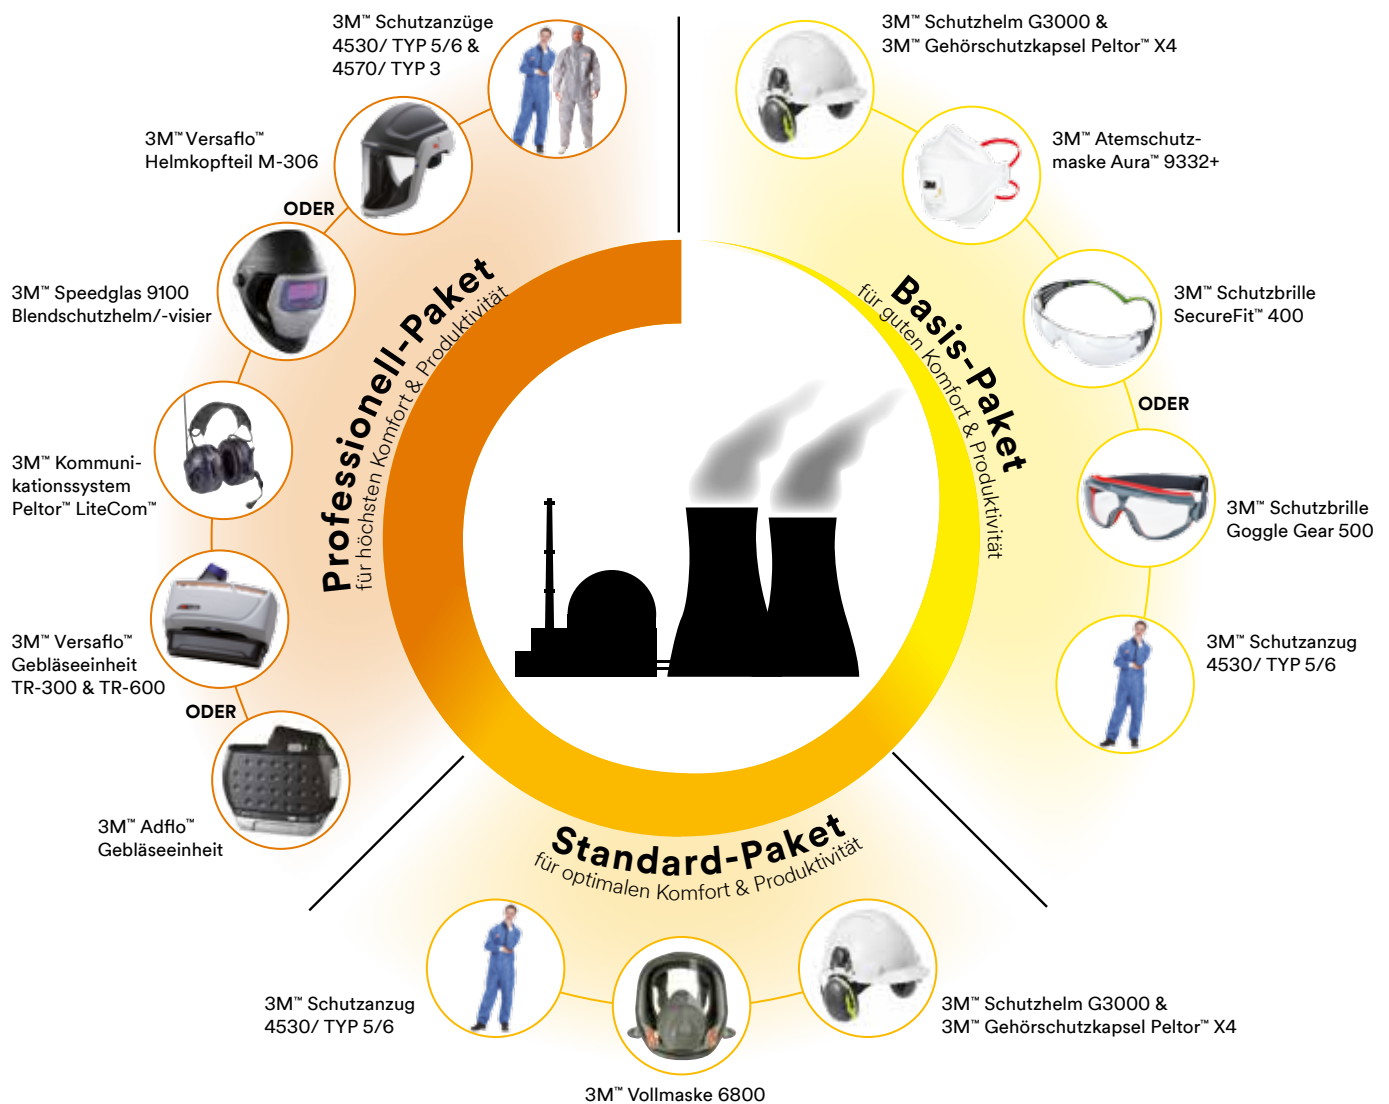 3M™ Schutzanzüge
4530/ TYP 5/6 &
4570/ TYP 3
3M™ Versaflo™
Helmkopfteil M-306
ODER
3M™ Speedglas 9100
Blendschutzhelm/-visier
3M™ Kommuni-
kationssystem
Peltor™ LiteCom™
3M™ Versaflo™
Gebläseeinheit
TR-300 & TR-600
ODER
3M™ Adflo™
Gebläseeinheit
Professionell-Paket
für höchsten Komfort & Produktivität
3M™ Schutzhelm G3000 &
3M™ Gehörschutzkapsel Peltor™ X4
3M™ Atemschutz-
maske Aura™ 9332+
3M™ Schutzbrille
SecureFit™ 400
ODER
3M™ Schutzbrille
Goggle Gear 500
3M™ Schutzanzug
4530/ TYP 5/6
Basis-Paket
für guten Komfort & Produktivität
Standard-Paket
für optimalen Komfort & Produktivität
3M™ Schutzanzug
4530/ TYP 5/6
3M™ Vollmaske 6800
3M™ Schutzhelm G3000 &
3M™ Gehörschutzkapsel Peltor™ X4